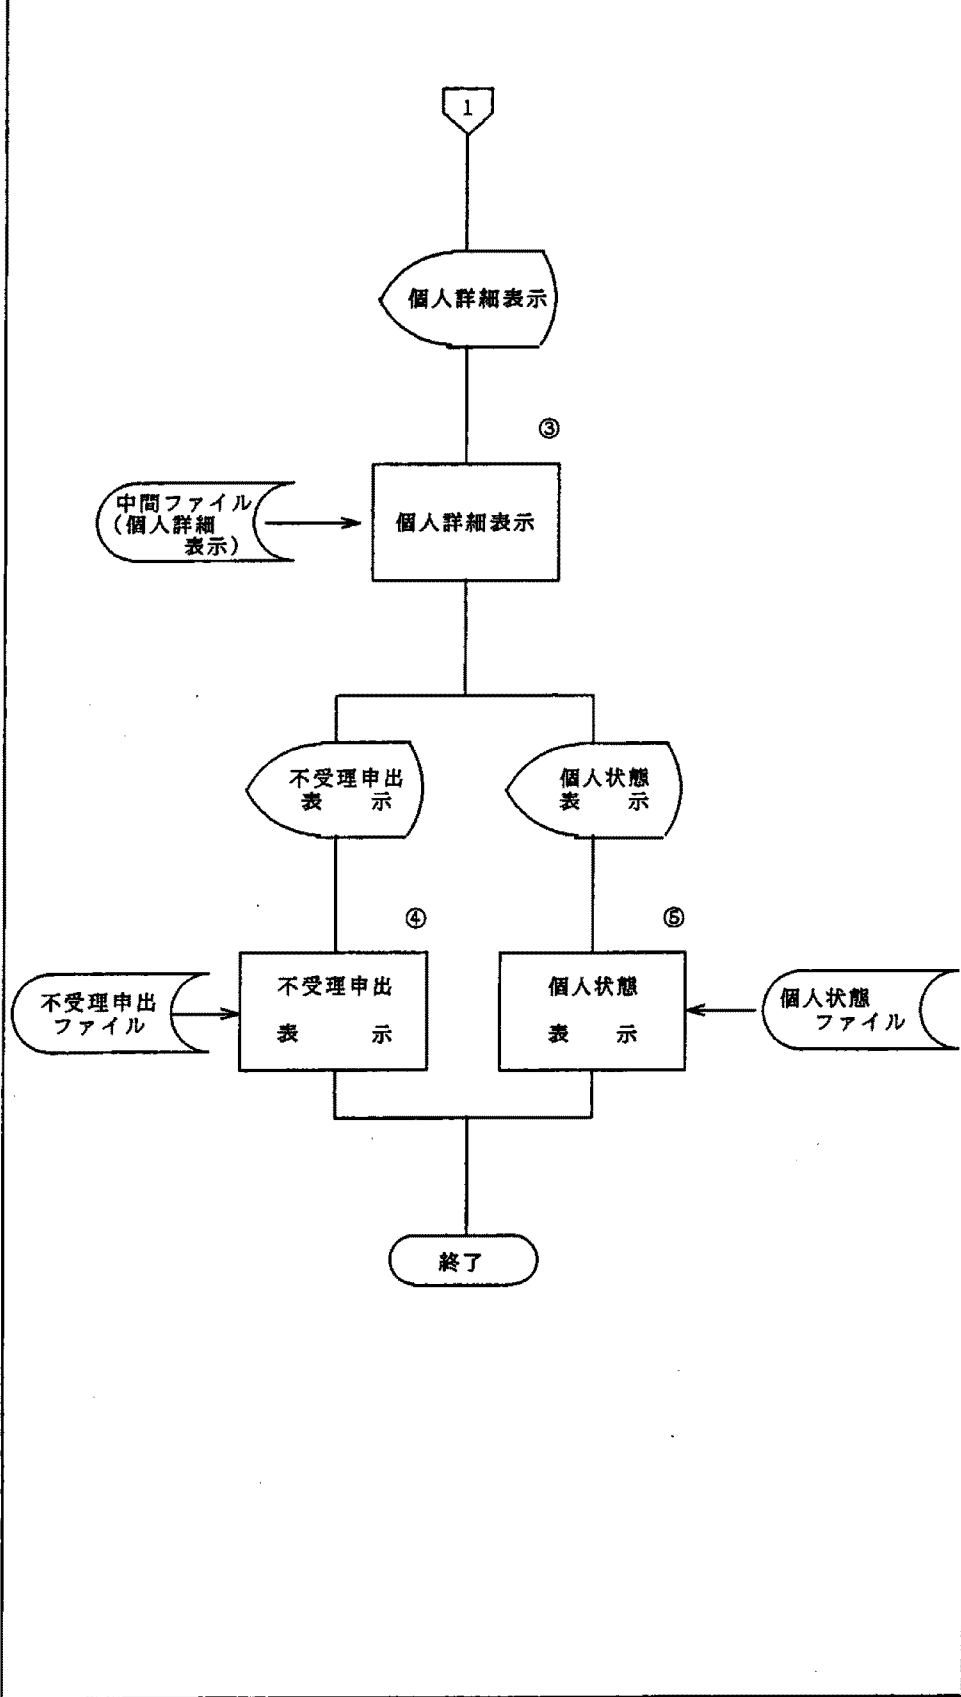 1
個人詳細表示
③
中間ファイル
(個人詳細
表示)
個人詳細表示
不受理申出
表　示
個人状態
表　示
④
⑤
不受理申出
ファイル
不受理申出
表　示
個人状態
表　示
個人状態
ファイル
終了